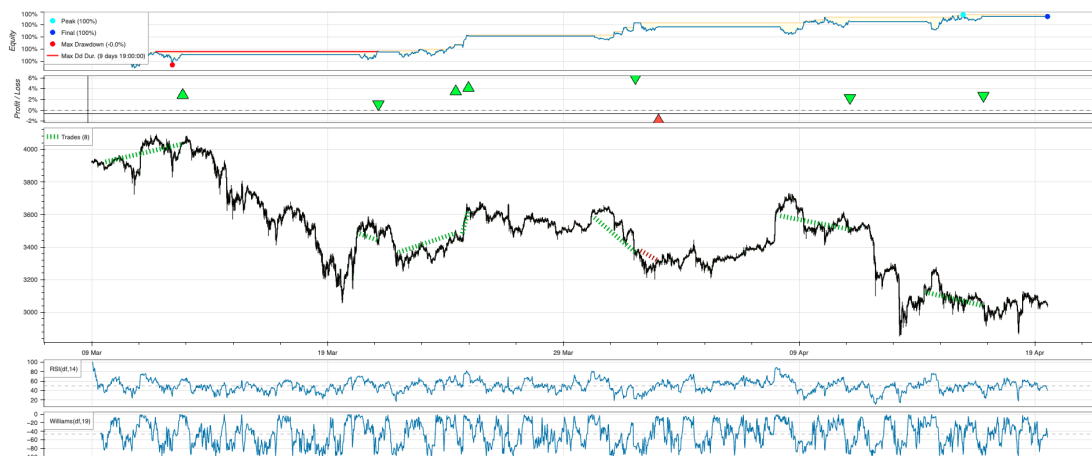 Equity
100%
100%
100%
100%
100%
Peak (100%)
Final (100%)
Max Drawdown (-0.0%)
Max Dd Dur. (9 days 19:00:00)
Profit / Loss
6%
4%
2%
0%
-2%
Trades (8)
4000
3800
3600
3400
3200
3000
09 Mar
19 Mar
29 Mar
09 Apr
19 Apr
RSI(df,14)
100
80
60
40
20
Williams(df,19)
0
-20
-40
-60
-80